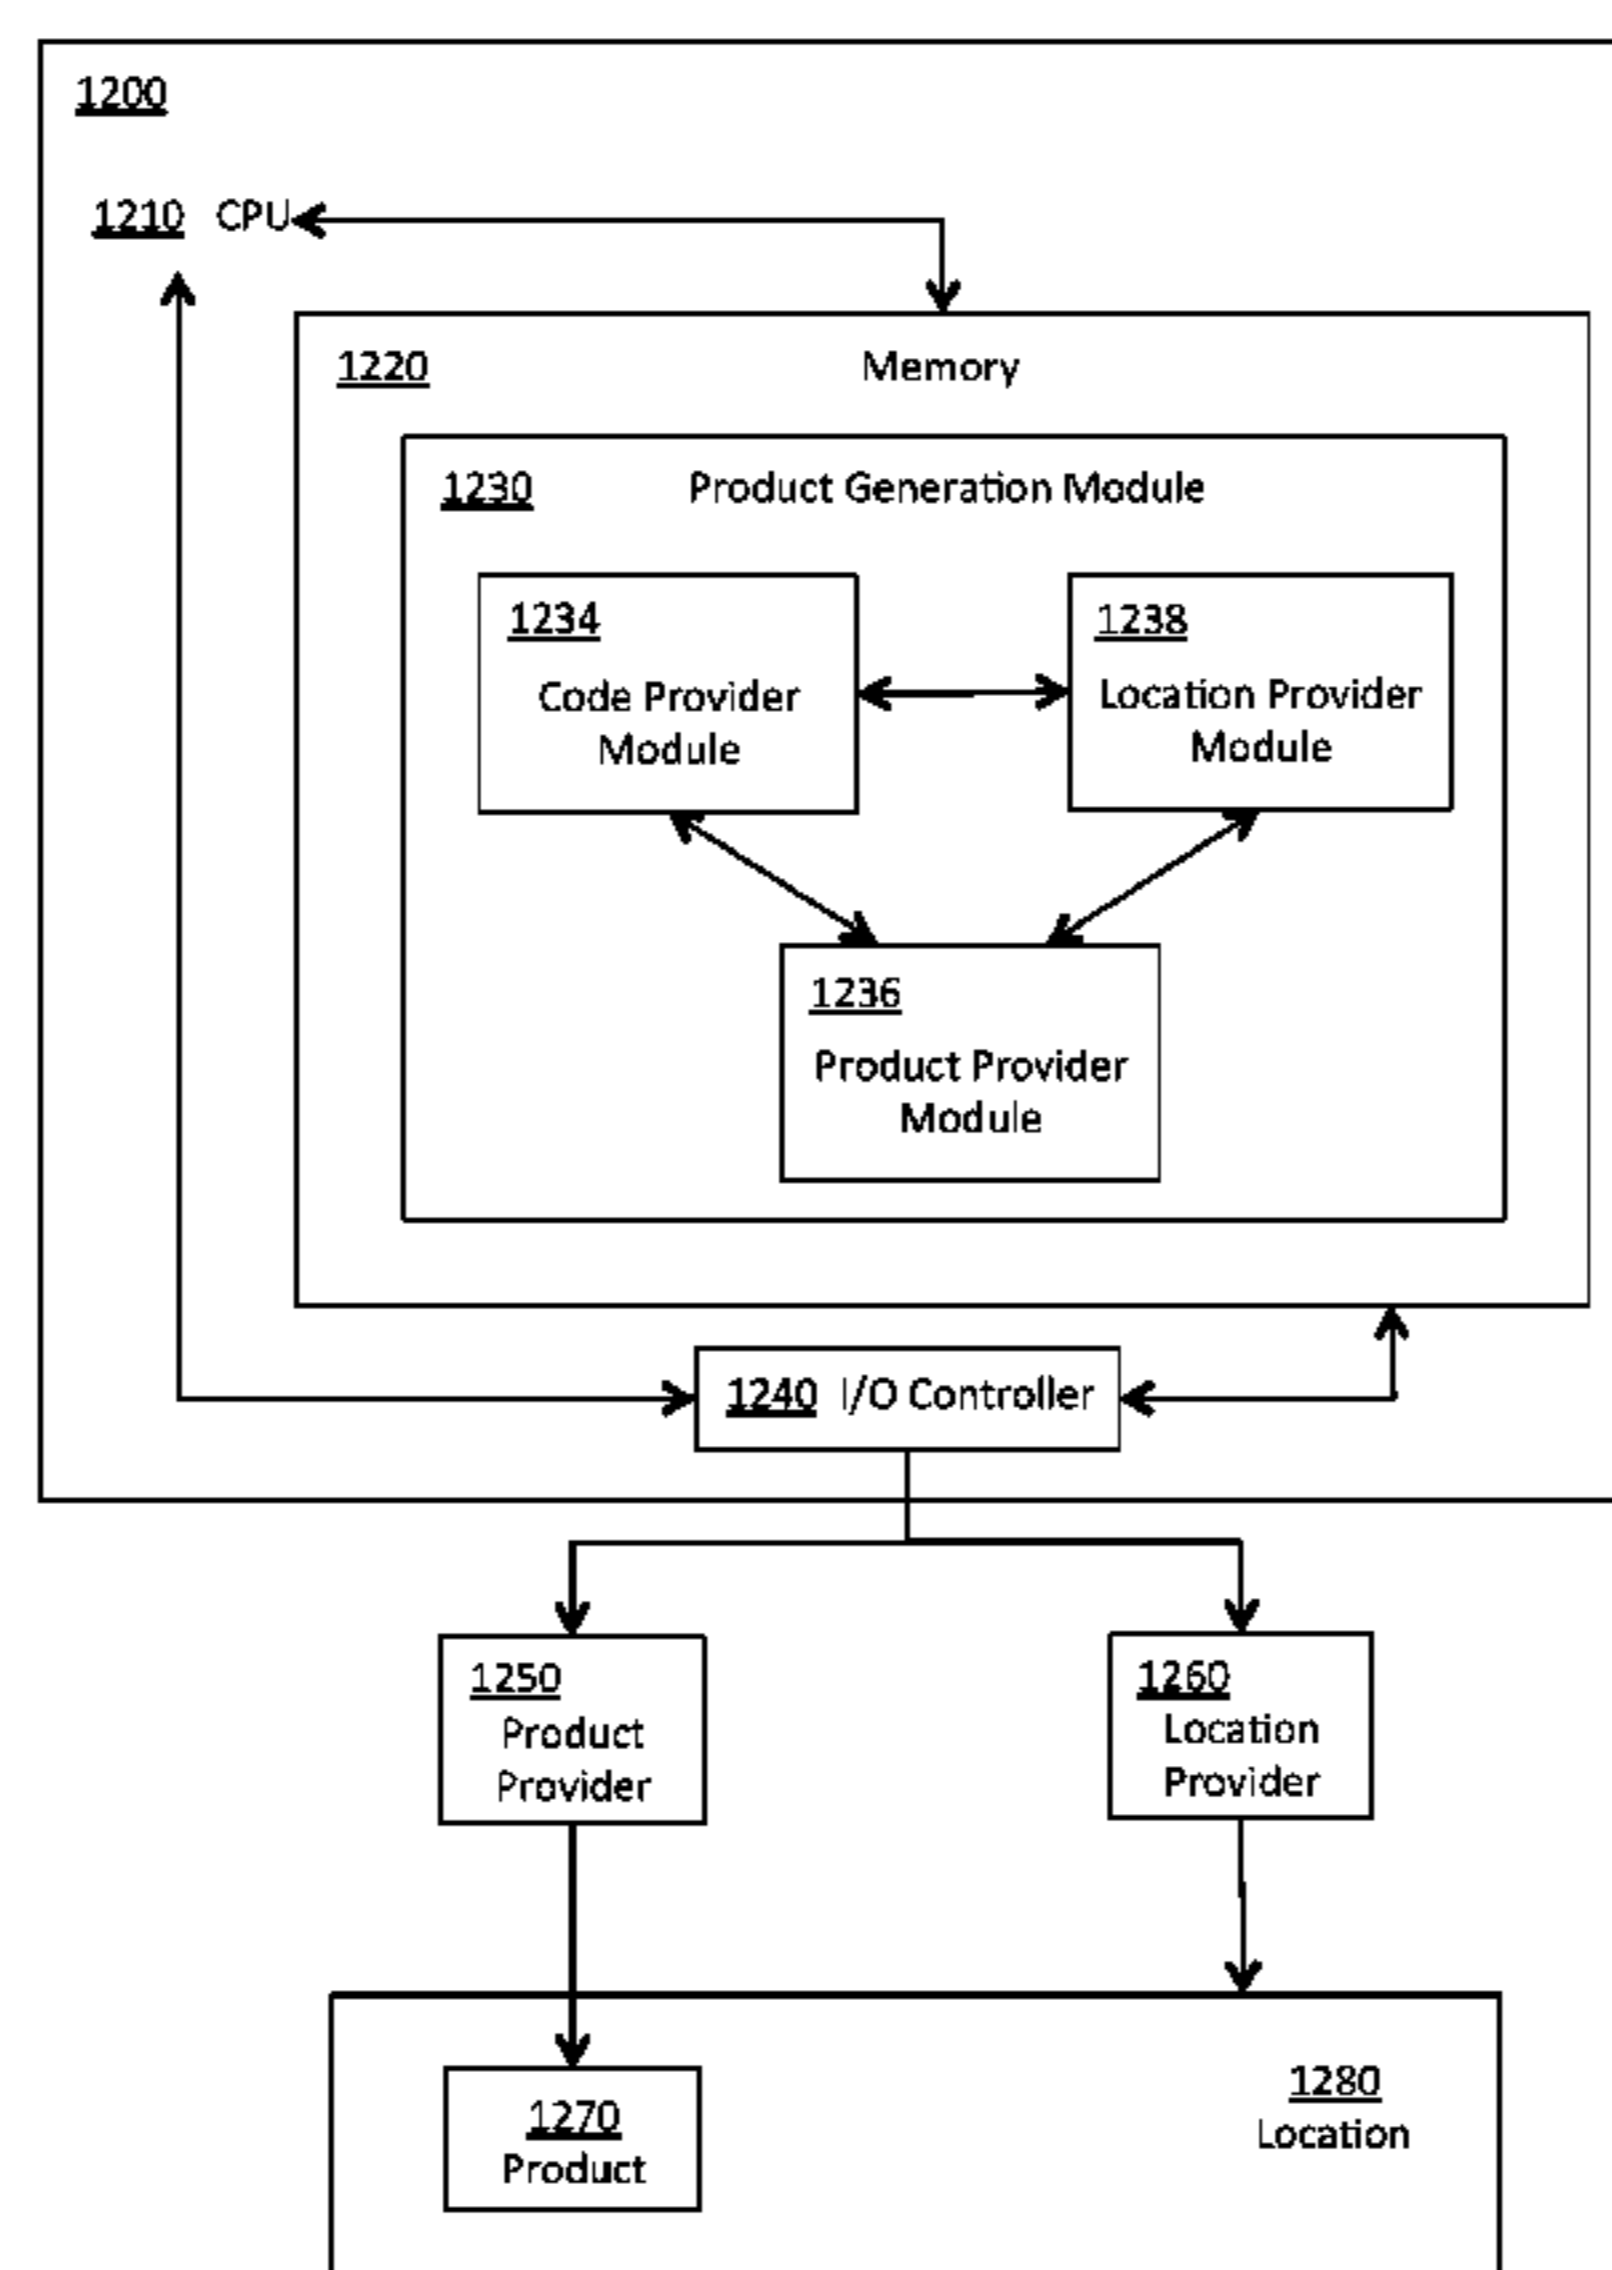 1200
1210 CPU
1220 Memory
1230 Product Generation Module
1234
Code Provider
Module
1238
Location Provider
Module
1236
Product Provider
Module
1240 I/O Controller
1250
Product
Provider
1260
Location
Provider
1270
Product
1280
Location